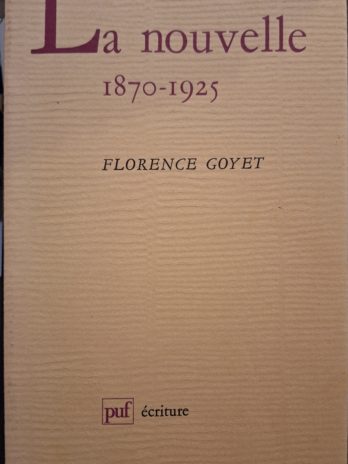 La nouvelle
1870-1925
FLORENCE GOYET
puf écriture